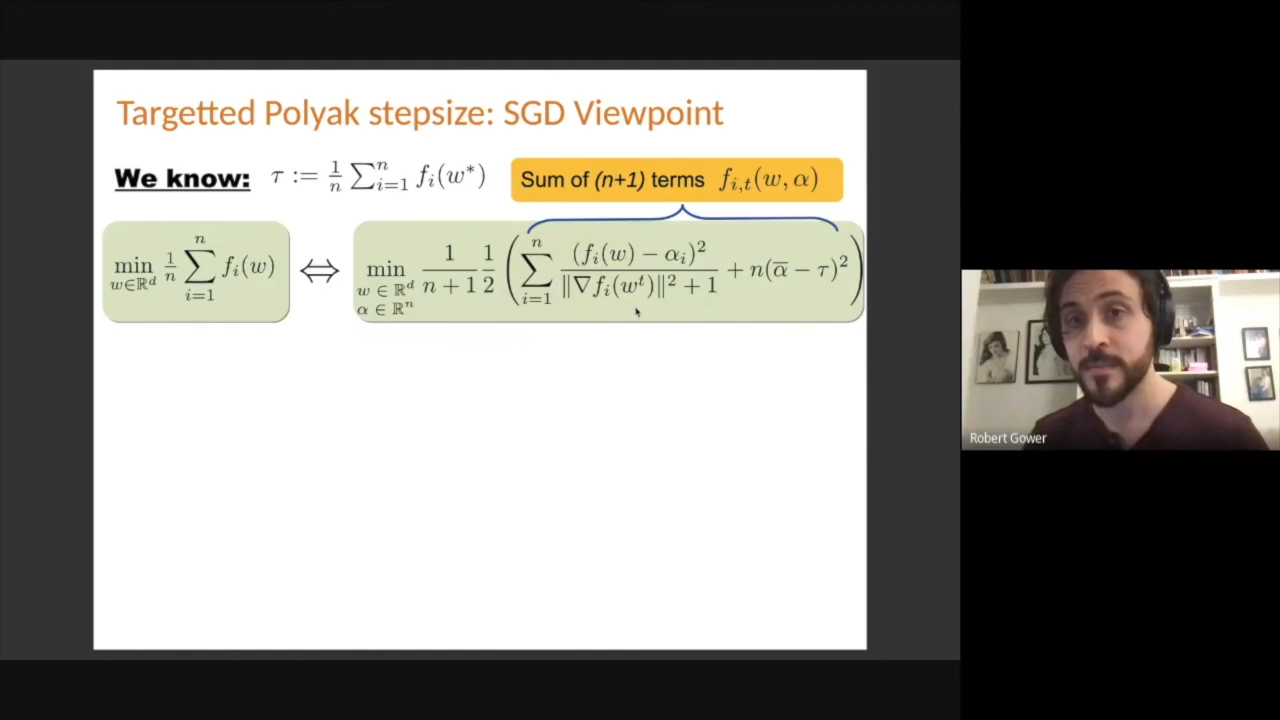 Targetted Polyak stepsize: SGD Viewpoint
We know: τ := 1/n ∑_{i=1}^{n} f_i(w*)
Sum of (n+1) terms f_{i,t}(w, α)
min_{w∈ℝ^d} 1/n ∑_{i=1}^{n} f_i(w) ⟺ min_{w ∈ ℝ^d α ∈ ℝ^n} 1/(n+1) 1/2 ( ∑_{i=1}^{n} (f_i(w) − α_i)² / (‖∇f_i(w^t)‖² + 1) + n(ᾱ − τ)² )
Robert Gower